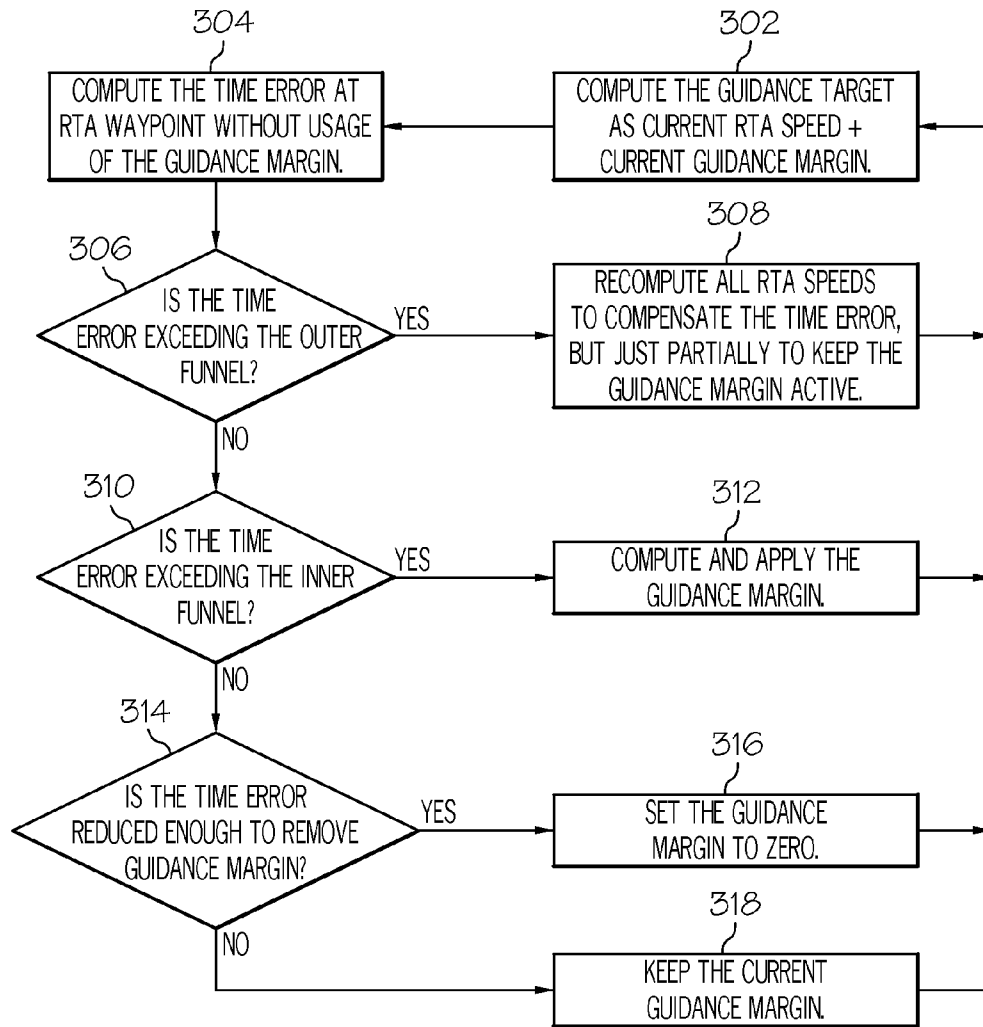 304
COMPUTE THE TIME ERROR AT
RTA WAYPOINT WITHOUT USAGE
OF THE GUIDANCE MARGIN.
302
COMPUTE THE GUIDANCE TARGET
AS CURRENT RTA SPEED +
CURRENT GUIDANCE MARGIN.
306
IS THE TIME
ERROR EXCEEDING THE OUTER
FUNNEL?
YES
NO
308
RECOMPUTE ALL RTA SPEEDS
TO COMPENSATE THE TIME ERROR,
BUT JUST PARTIALLY TO KEEP THE
GUIDANCE MARGIN ACTIVE.
310
IS THE TIME
ERROR EXCEEDING THE INNER
FUNNEL?
YES
NO
312
COMPUTE AND APPLY THE
GUIDANCE MARGIN.
314
IS THE TIME ERROR
REDUCED ENOUGH TO REMOVE
GUIDANCE MARGIN?
YES
NO
316
SET THE GUIDANCE
MARGIN TO ZERO.
318
KEEP THE CURRENT
GUIDANCE MARGIN.